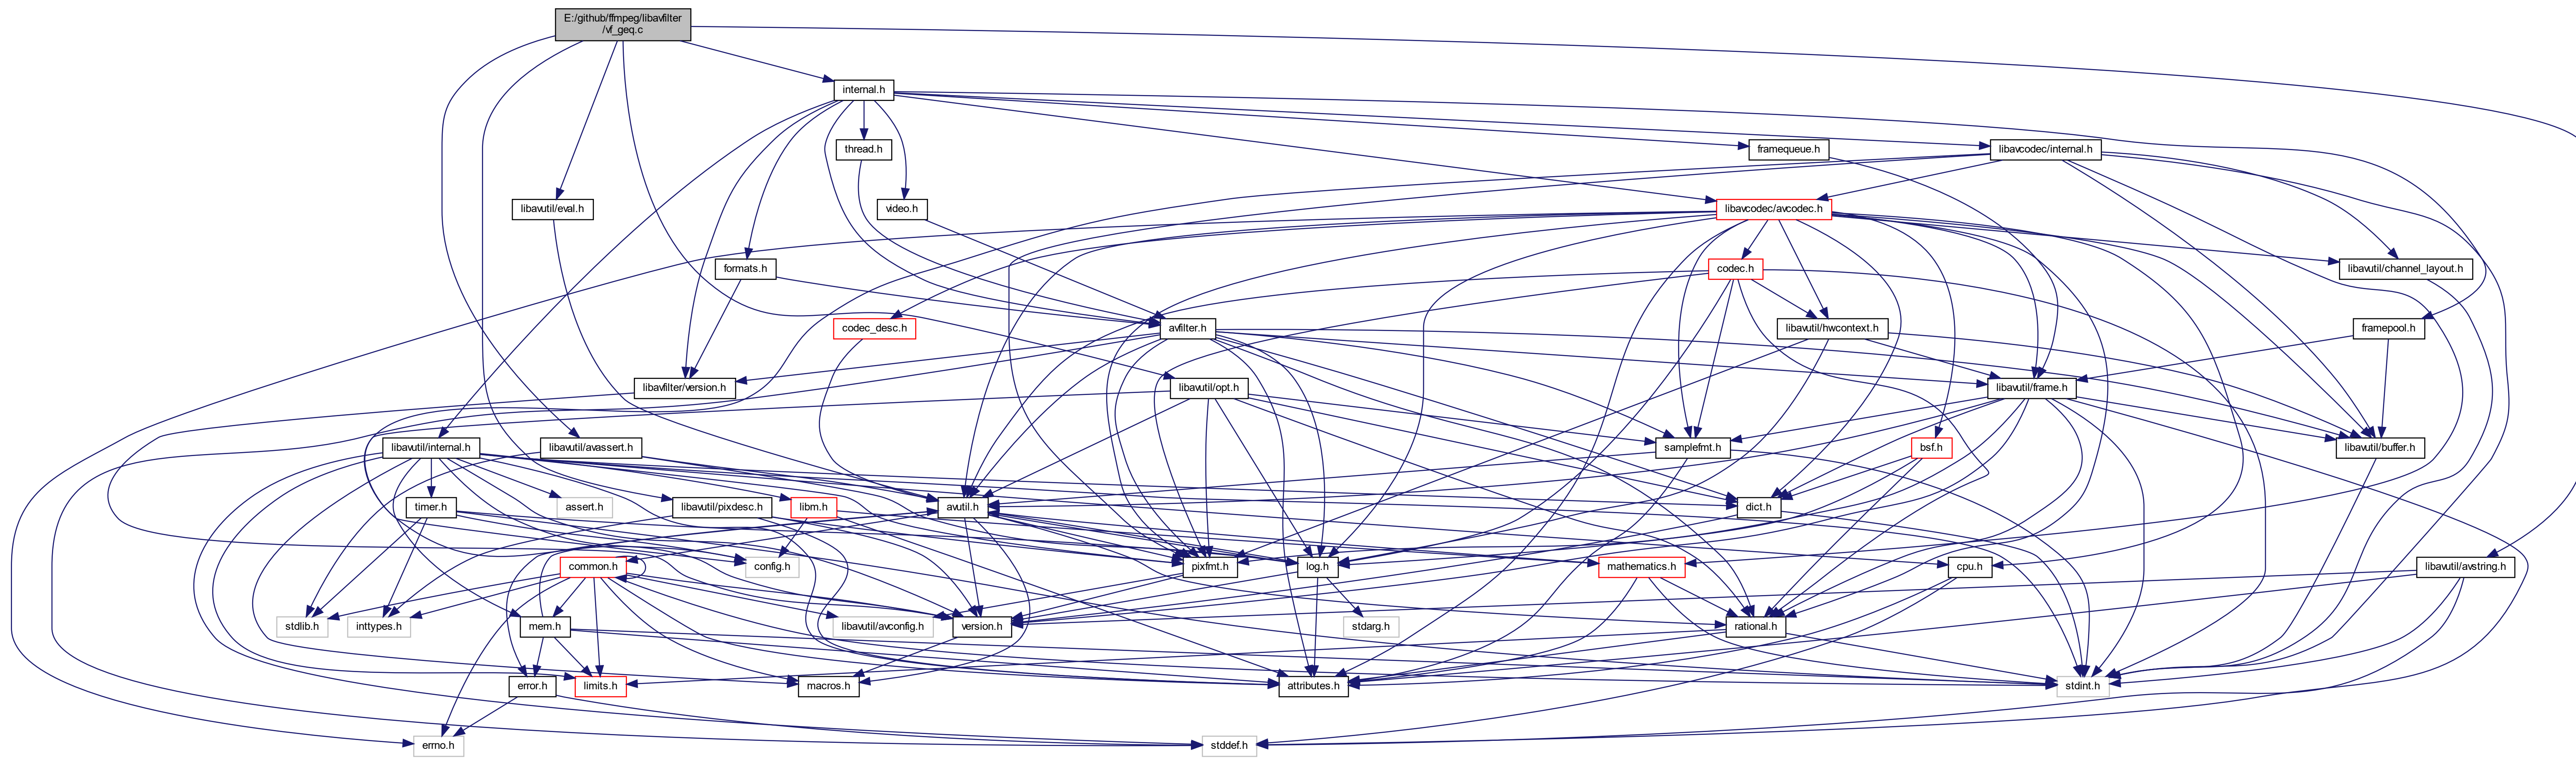 E:/github/ffmpeg/libavfilter
/vf_geq.c
internal.h
thread.h
framequeue.h
libavcodec/internal.h
libavutil/eval.h
video.h
libavcodec/avcodec.h
formats.h
codec.h
libavutil/channel_layout.h
codec_desc.h
avfilter.h
libavutil/hwcontext.h
framepool.h
libavfilter/version.h
libavutil/opt.h
libavutil/frame.h
libavutil/internal.h
libavutil/avassert.h
samplefmt.h
bsf.h
libavutil/buffer.h
timer.h
assert.h
libavutil/pixdesc.h
libm.h
avutil.h
dict.h
common.h
config.h
pixfmt.h
log.h
mathematics.h
cpu.h
libavutil/avstring.h
stdlib.h
inttypes.h
mem.h
libavutil/avconfig.h
version.h
stdarg.h
rational.h
error.h
limits.h
macros.h
attributes.h
stdint.h
errno.h
stddef.h